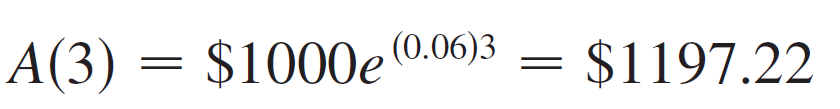 A(3) = $1000e^{(0.06)3} = $1197.22